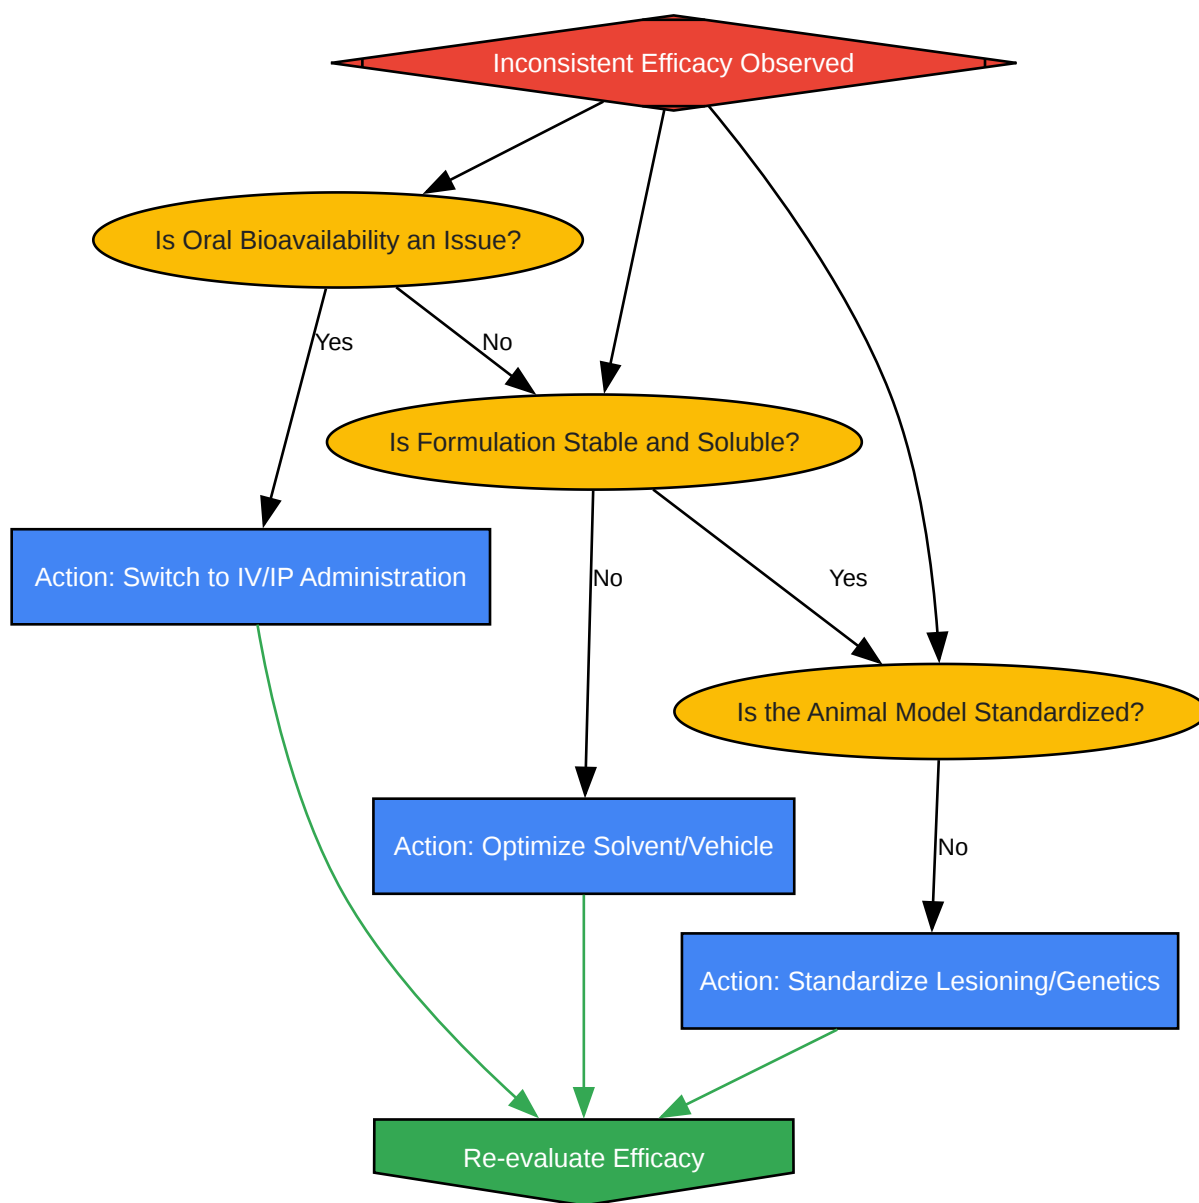 Inconsistent Efficacy Observed
Is Oral Bioavailability an Issue?
Yes
No
Is Formulation Stable and Soluble?
Action: Switch to IV/IP Administration
No
Yes
Is the Animal Model Standardized?
Action: Optimize Solvent/Vehicle
No
Action: Standardize Lesioning/Genetics
Re-evaluate Efficacy